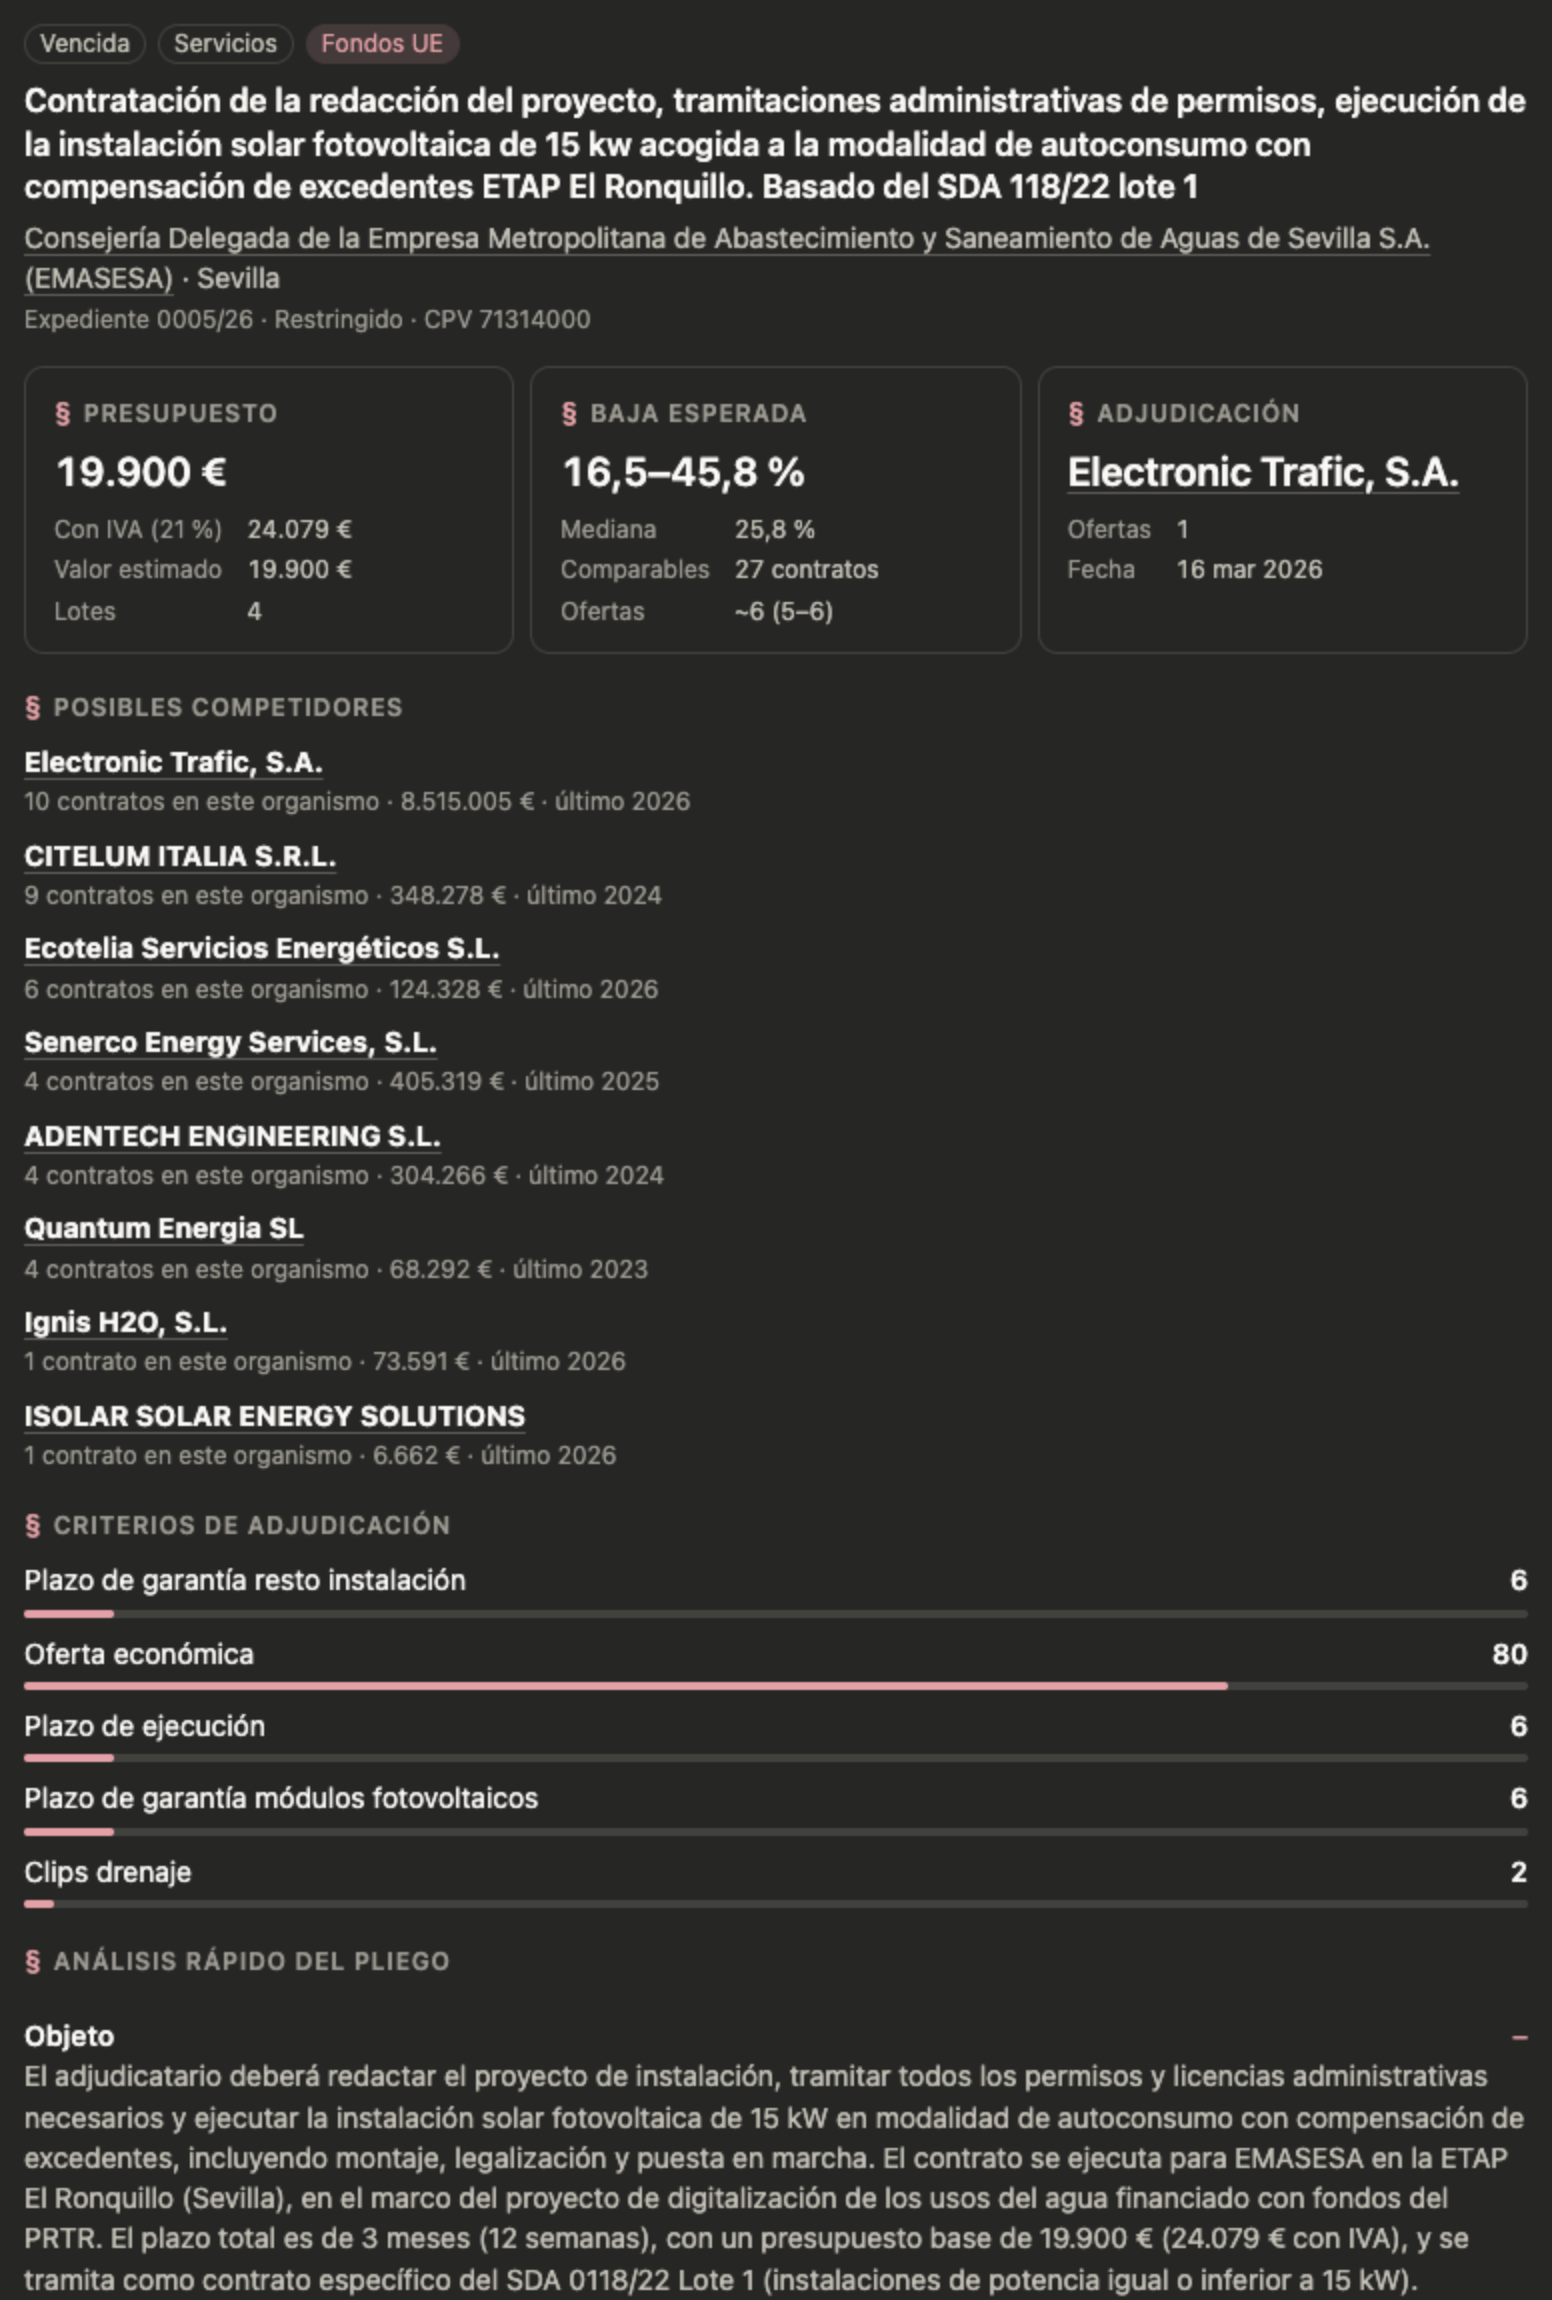 Vencida Servicios Fondos UE
Contratación de la redacción del proyecto, tramitaciones administrativas de permisos, ejecución de
la instalación solar fotovoltaica de 15 kw acogida a la modalidad de autoconsumo con
compensación de excedentes ETAP El Ronquillo. Basado del SDA 118/22 lote 1
Consejería Delegada de la Empresa Metropolitana de Abastecimiento y Saneamiento de Aguas de Sevilla S.A.
(EMASESA) · Sevilla
Expediente 0005/26 · Restringido · CPV 71314000
§ PRESUPUESTO
19.900 €
Con IVA (21 %) 24.079 €
Valor estimado 19.900 €
Lotes 4
§ BAJA ESPERADA
16,5–45,8 %
Mediana 25,8 %
Comparables 27 contratos
Ofertas ~6 (5–6)
§ ADJUDICACIÓN
Electronic Trafic, S.A.
Ofertas 1
Fecha 16 mar 2026
§ POSIBLES COMPETIDORES
Electronic Trafic, S.A.
10 contratos en este organismo · 8.515.005 € · último 2026
CITELUM ITALIA S.R.L.
9 contratos en este organismo · 348.278 € · último 2024
Ecotelia Servicios Energéticos S.L.
6 contratos en este organismo · 124.328 € · último 2026
Senerco Energy Services, S.L.
4 contratos en este organismo · 405.319 € · último 2025
ADENTECH ENGINEERING S.L.
4 contratos en este organismo · 304.266 € · último 2024
Quantum Energia SL
4 contratos en este organismo · 68.292 € · último 2023
Ignis H2O, S.L.
1 contrato en este organismo · 73.591 € · último 2026
ISOLAR SOLAR ENERGY SOLUTIONS
1 contrato en este organismo · 6.662 € · último 2026
§ CRITERIOS DE ADJUDICACIÓN
Plazo de garantía resto instalación 6
Oferta económica 80
Plazo de ejecución 6
Plazo de garantía módulos fotovoltaicos 6
Clips drenaje 2
§ ANÁLISIS RÁPIDO DEL PLIEGO
Objeto –
El adjudicatario deberá redactar el proyecto de instalación, tramitar todos los permisos y licencias administrativas
necesarios y ejecutar la instalación solar fotovoltaica de 15 kW en modalidad de autoconsumo con compensación de
excedentes, incluyendo montaje, legalización y puesta en marcha. El contrato se ejecuta para EMASESA en la ETAP
El Ronquillo (Sevilla), en el marco del proyecto de digitalización de los usos del agua financiado con fondos del
PRTR. El plazo total es de 3 meses (12 semanas), con un presupuesto base de 19.900 € (24.079 € con IVA), y se
tramita como contrato específico del SDA 0118/22 Lote 1 (instalaciones de potencia igual o inferior a 15 kW).